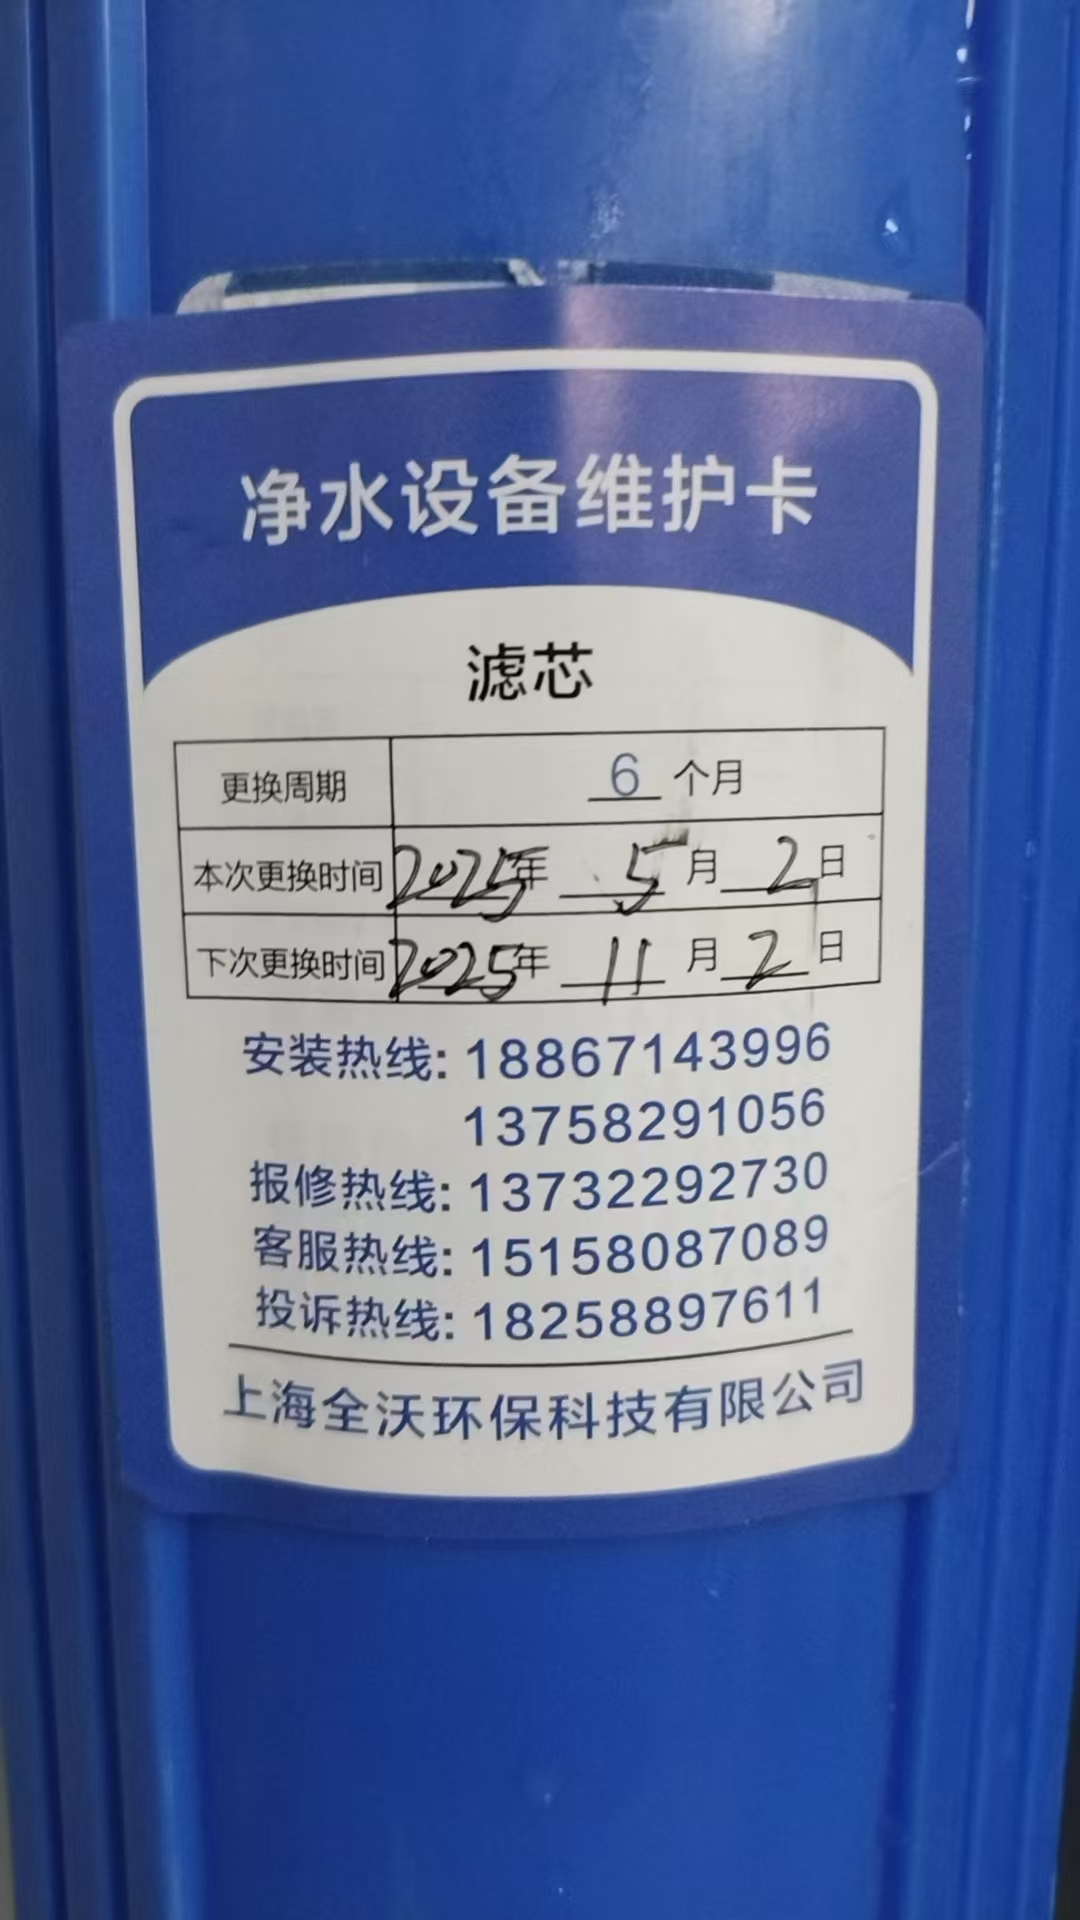 净水设备维护卡
滤芯
更换周期 6 个月
本次更换时间 2025年 5月 2日
下次更换时间 2025年 11月 2日
安装热线: 18867143996
13758291056
报修热线: 13732292730
客服热线: 15158087089
投诉热线: 18258897611
上海全沃环保科技有限公司